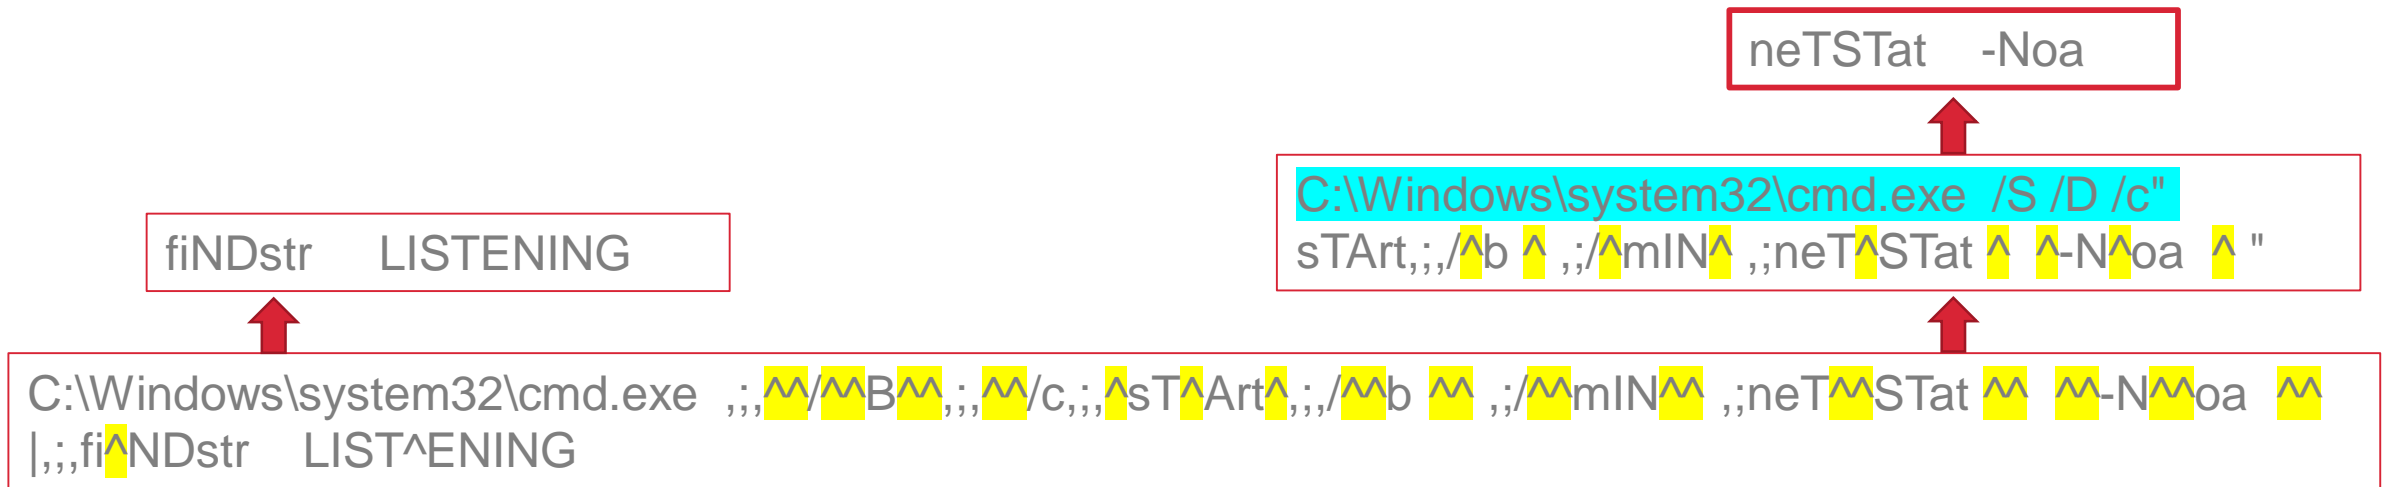 neTSTat -Noa
C:\Windows\system32\cmd.exe /S /D /c"
sTArt,;;,/^b ^ ,;/^mIN^ ,;neT^STat ^ ^-N^oa ^ "
fiNDstr LISTENING
C:\Windows\system32\cmd.exe ,;,^^/^^B^^,;,^^/c,;,^sT^Art^,;,/^^b ^^ ,;/^^mIN^^ ,;neT^^STat ^^ ^^-N^^oa ^^
|,;,fi^NDstr LIST^ENING